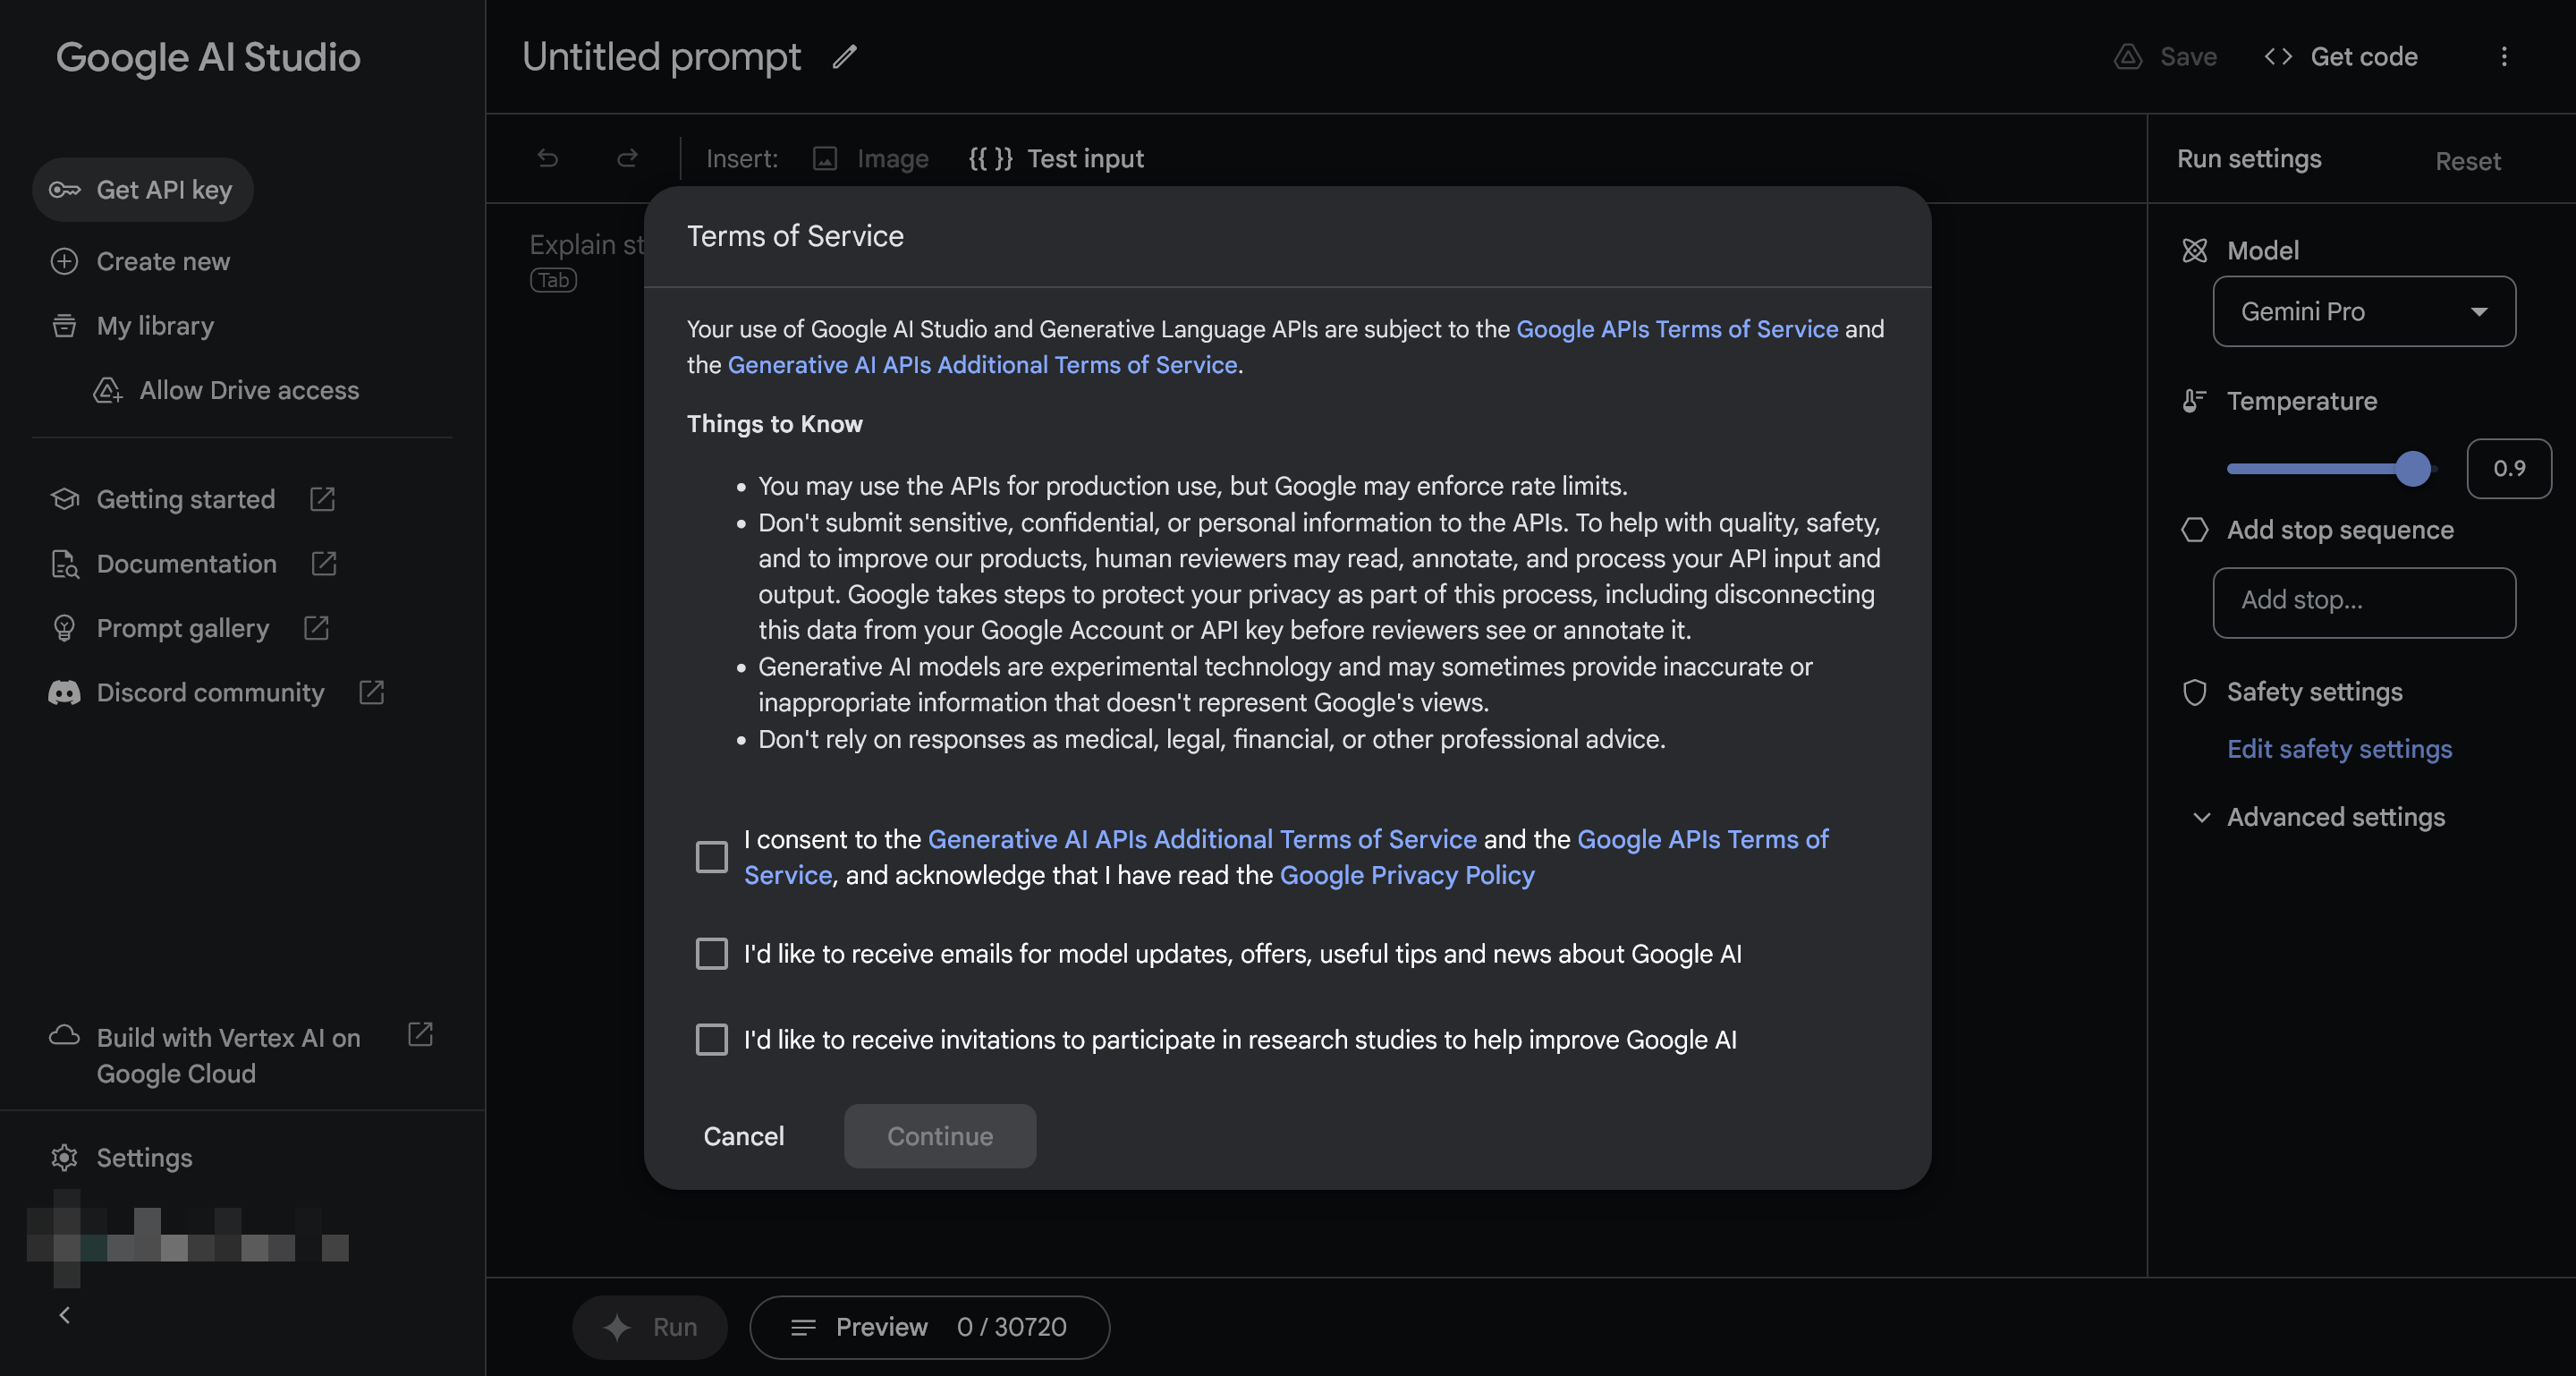 Google AI Studio
Get API key
Create new
My library
Allow Drive access
Getting started
Documentation
Prompt gallery
Discord community
Build with Vertex AI on
Google Cloud
Settings
Untitled prompt
Save
Get code
Insert:
Image
{{ }} Test input
Explain st
Tab
Terms of Service
Your use of Google AI Studio and Generative Language APIs are subject to the Google APIs Terms of Service and
the Generative AI APIs Additional Terms of Service.
Things to Know
• You may use the APIs for production use, but Google may enforce rate limits.
• Don't submit sensitive, confidential, or personal information to the APIs. To help with quality, safety,
and to improve our products, human reviewers may read, annotate, and process your API input and
output. Google takes steps to protect your privacy as part of this process, including disconnecting
this data from your Google Account or API key before reviewers see or annotate it.
• Generative AI models are experimental technology and may sometimes provide inaccurate or
inappropriate information that doesn't represent Google's views.
• Don't rely on responses as medical, legal, financial, or other professional advice.
I consent to the Generative AI APIs Additional Terms of Service and the Google APIs Terms of
Service, and acknowledge that I have read the Google Privacy Policy
I'd like to receive emails for model updates, offers, useful tips and news about Google AI
I'd like to receive invitations to participate in research studies to help improve Google AI
Cancel
Continue
Run
Preview 0 / 30720
Run settings
Reset
Model
Gemini Pro
Temperature
0.9
Add stop sequence
Add stop...
Safety settings
Edit safety settings
Advanced settings